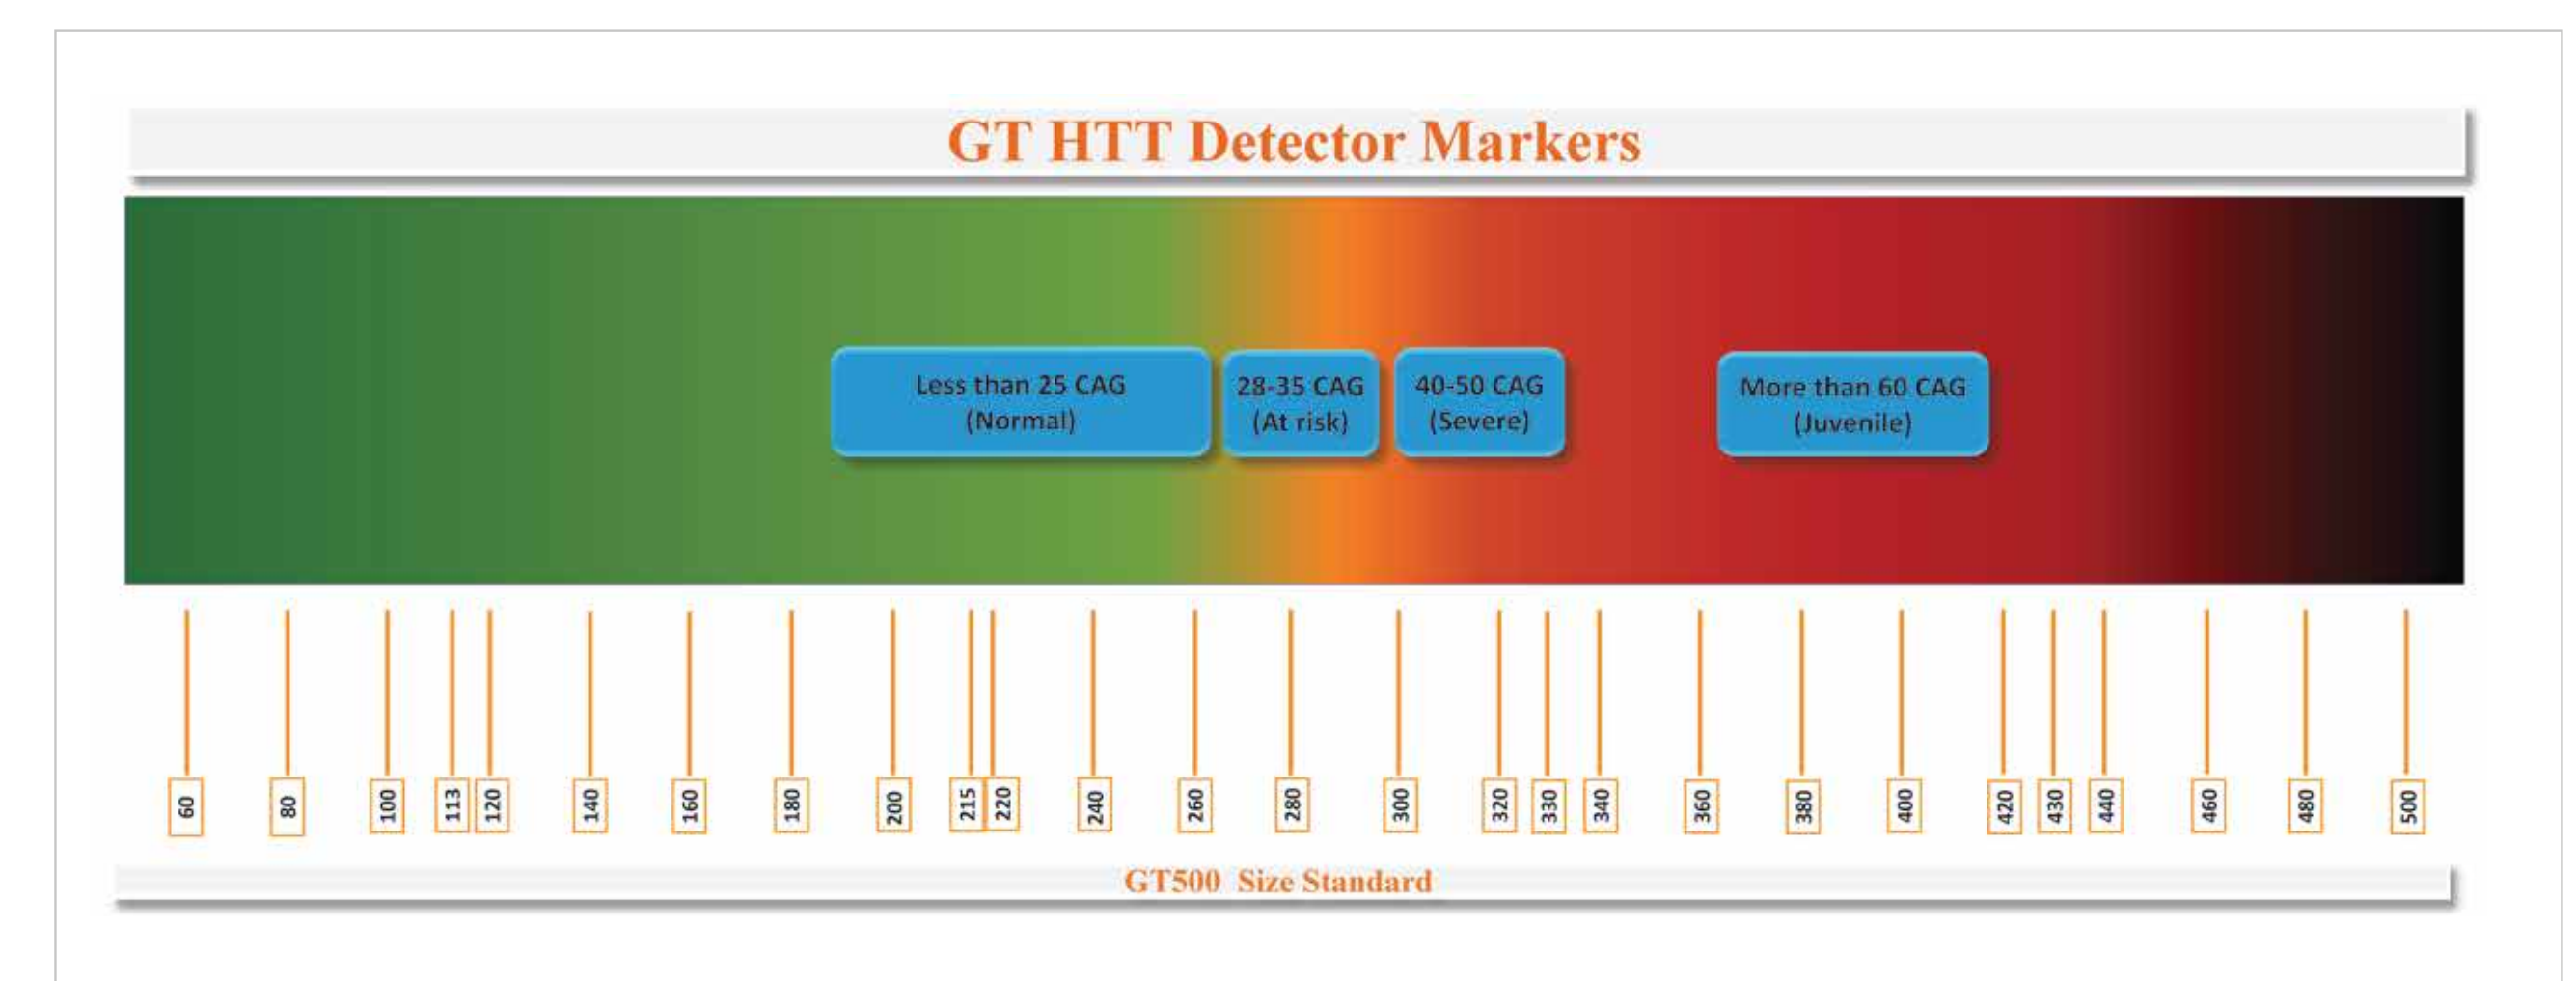 GT HTT Detector Markers
Less than 25 CAG
(Normal)
28-35 CAG
(At risk)
40-50 CAG
(Severe)
More than 60 CAG
(Juvenile)
60
80
100
113
120
140
160
180
200
215
220
240
260
280
300
320
330
340
360
380
400
420
430
440
460
480
500
GT500 Size Standard